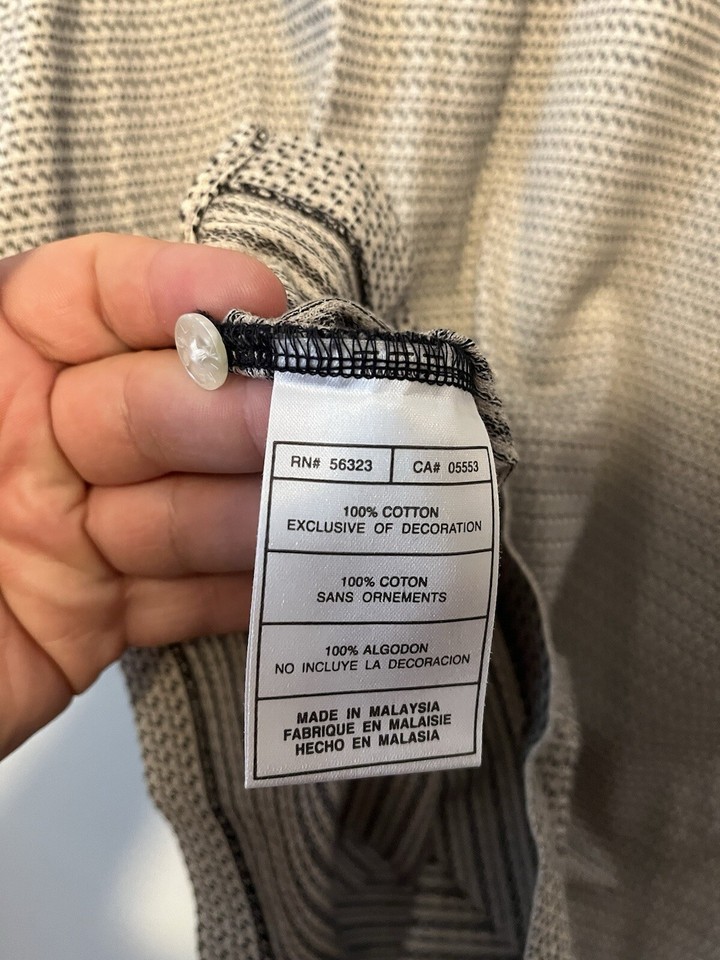 RN# 56323 CA# 05553
100% COTTON
EXCLUSIVE OF DECORATION
100% COTON
SANS ORNEMENTS
100% ALGODON
NO INCLUYE LA DECORACION
MADE IN MALAYSIA
FABRIQUE EN MALAISIE
HECHO EN MALASIA